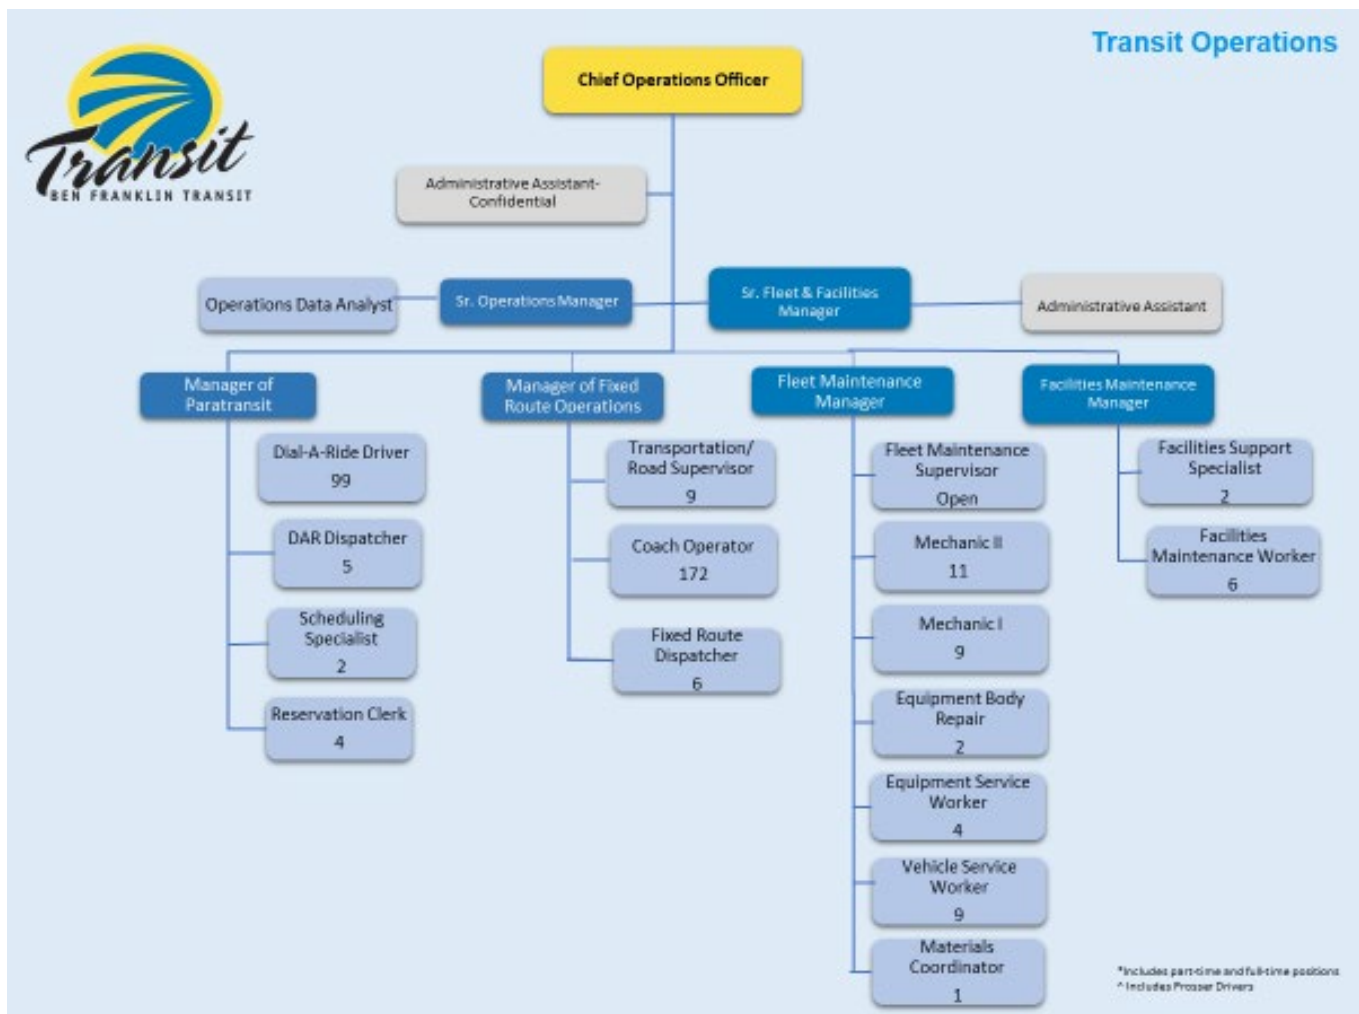 Transit Operations
Chief Operations Officer
Transit
BEN FRANKLIN TRANSIT
Administrative Assistant-
Confidential
Operations Data Analyst
Sr. Operations Manager
Sr. Fleet & Facilities
Manager
Administrative Assistant
Manager of
Paratransit
Dial-A-Ride Driver
99
DAR Dispatcher
5
Scheduling
Specialist
2
Reservation Clerk
4
Manager of Fixed
Route Operations
Transportation/
Road Supervisor
9
Coach Operator
172
Fixed Route
Dispatcher
6
Fleet Maintenance
Manager
Fleet Maintenance
Supervisor
Open
Mechanic II
11
Mechanic I
9
Equipment Body
Repair
2
Equipment Service
Worker
4
Vehicle Service
Worker
9
Materials
Coordinator
1
Facilities Maintenance
Manager
Facilities Support
Specialist
2
Facilities
Maintenance Worker
6
*Includes part-time and full-time positions
^ Includes Prosser Drivers